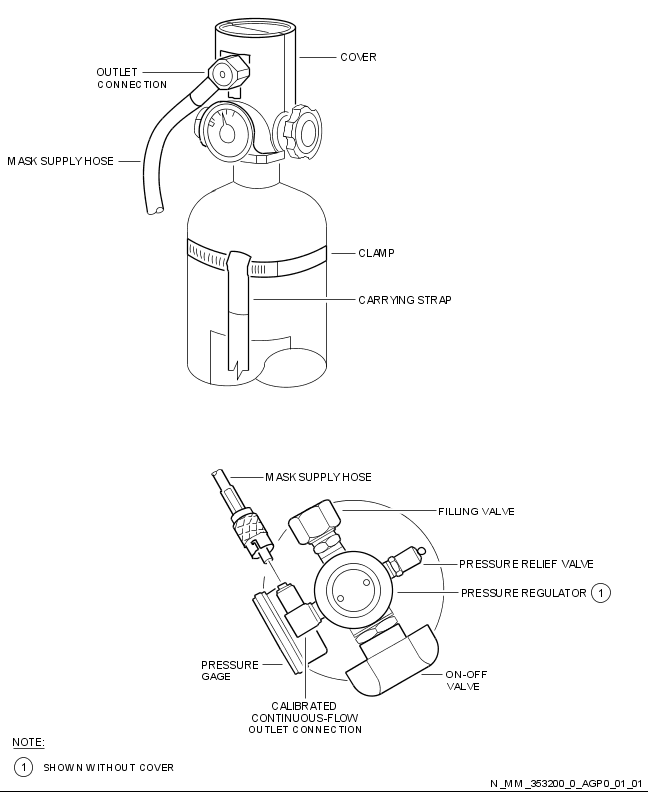 COVER
OUTLET
CONNECTION
MASK SUPPLY HOSE
CLAMP
CARRYING STRAP
MASK SUPPLY HOSE
FILLING VALVE
PRESSURE RELIEF VALVE
PRESSURE REGULATOR 1
PRESSURE
GAGE
ON-OFF
VALVE
CALIBRATED
CONTINUOUS-FLOW
OUTLET CONNECTION
NOTE:
1 SHOWN WITHOUT COVER
N_MM_353200_0_AGP0_01_01